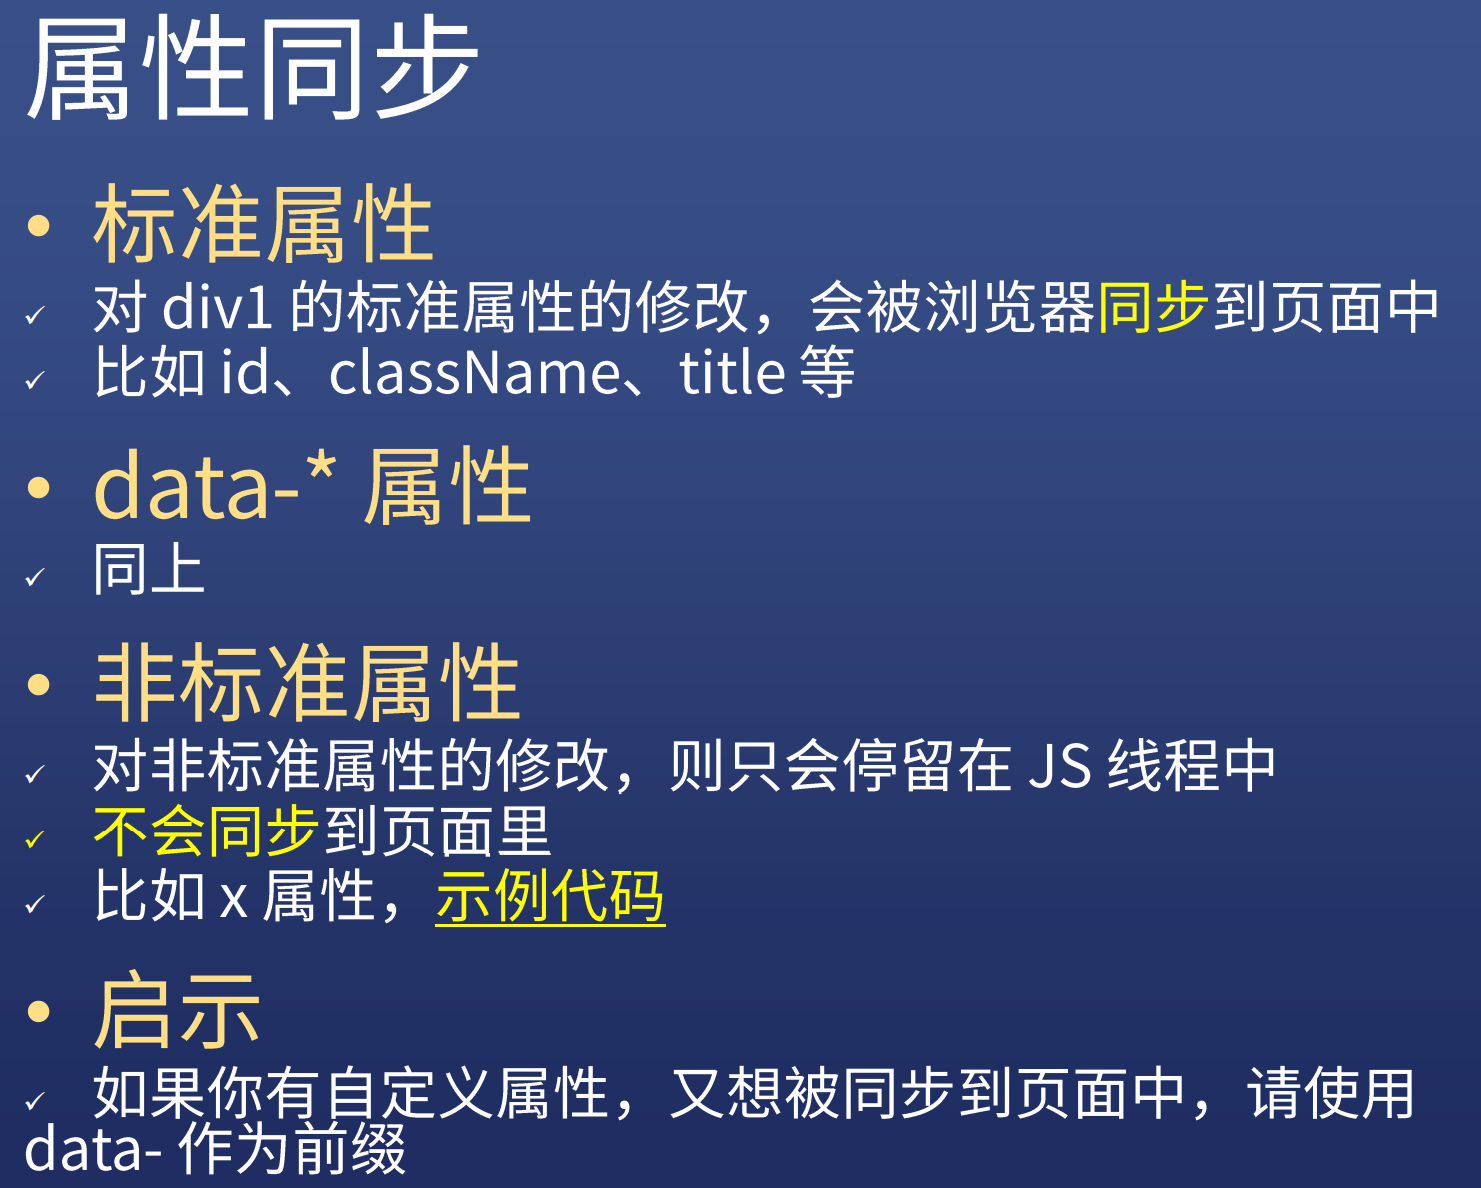 属性同步
• 标准属性
✓ 对 div1 的标准属性的修改，会被浏览器同步到页面中
✓ 比如 id、className、title 等
• data-* 属性
✓ 同上
• 非标准属性
✓ 对非标准属性的修改，则只会停留在 JS 线程中
✓ 不会同步到页面里
✓ 比如 x 属性，示例代码
• 启示
✓ 如果你有自定义属性，又想被同步到页面中，请使用
data- 作为前缀